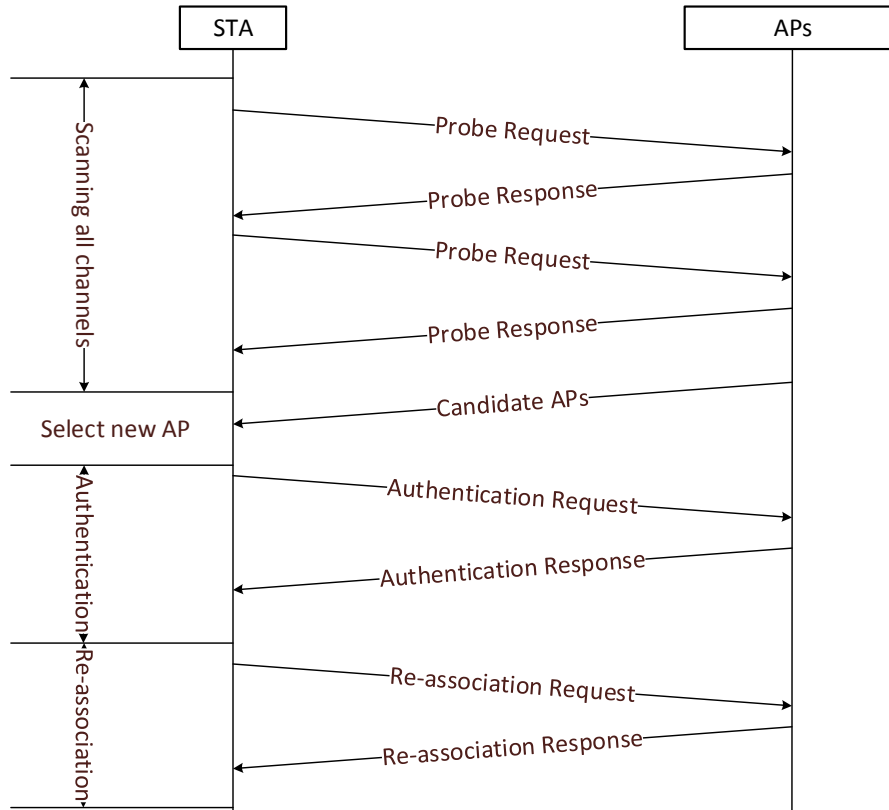 STA
APs
Scanning all channels
Probe Request
Probe Response
Probe Request
Probe Response
Candidate APs
Select new AP
Authentication
Authentication Request
Authentication Response
Re-association
Re-association Request
Re-association Response